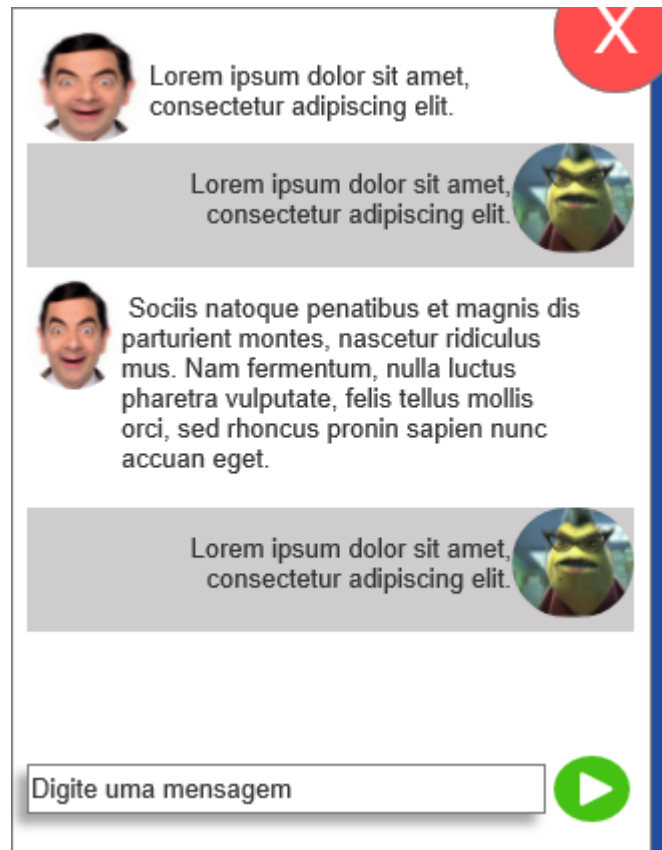 X
Lorem ipsum dolor sit amet,
consectetur adipiscing elit.
Lorem ipsum dolor sit amet,
consectetur adipiscing elit.
Sociis natoque penatibus et magnis dis
parturient montes, nascetur ridiculus
mus. Nam fermentum, nulla luctus
pharetra vulputate, felis tellus mollis
orci, sed rhoncus pronin sapien nunc
accuan eget.
Lorem ipsum dolor sit amet,
consectetur adipiscing elit.
Digite uma mensagem